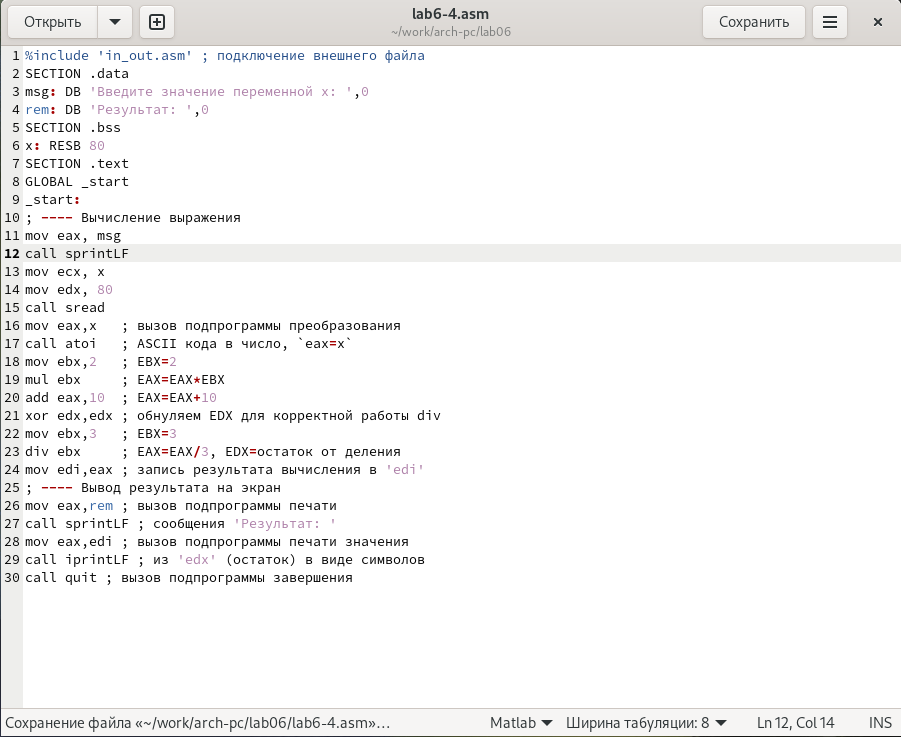 Открыть
lab6-4.asm
~/work/arch-pc/lab06
Сохранить
1 %include 'in_out.asm' ; подключение внешнего файла
2 SECTION .data
3 msg: DB 'Введите значение переменной x: ',0
4 rem: DB 'Результат: ',0
5 SECTION .bss
6 x: RESB 80
7 SECTION .text
8 GLOBAL _start
9 _start:
10 ; ---- Вычисление выражения
11 mov eax, msg
12 call sprintLF
13 mov ecx, x
14 mov edx, 80
15 call sread
16 mov eax,x   ; вызов подпрограммы преобразования
17 call atoi   ; ASCII кода в число, `eax=x`
18 mov ebx,2   ; EBX=2
19 mul ebx     ; EAX=EAX*EBX
20 add eax,10  ; EAX=EAX+10
21 xor edx,edx ; обнуляем EDX для корректной работы div
22 mov ebx,3   ; EBX=3
23 div ebx     ; EAX=EAX/3, EDX=остаток от деления
24 mov edi,eax ; запись результата вычисления в 'edi'
25 ; ---- Вывод результата на экран
26 mov eax,rem ; вызов подпрограммы печати
27 call sprintLF ; сообщения 'Результат: '
28 mov eax,edi ; вызов подпрограммы печати значения
29 call iprintLF ; из 'edx' (остаток) в виде символов
30 call quit ; вызов подпрограммы завершения
Сохранение файла «~/work/arch-pc/lab06/lab6-4.asm»… Matlab Ширина табуляции: 8 Ln 12, Col 14 INS